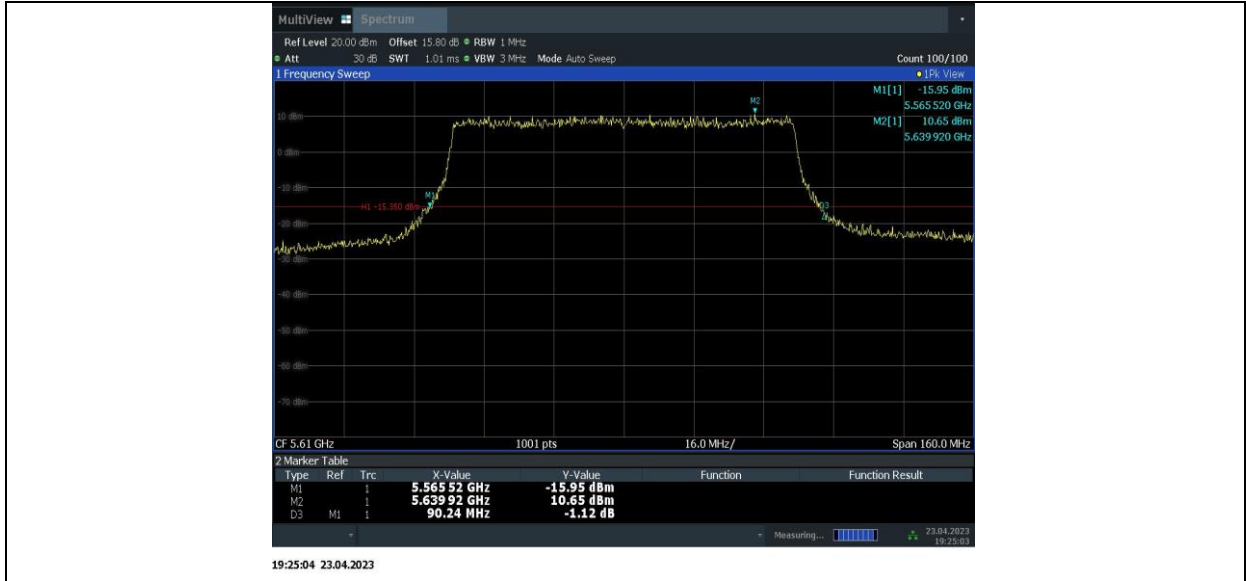 MultiView Spectrum
Ref Level 20.00 dBm Offset 15.80 dB RBW 1 MHz
Att 30 dB SWT 1.01 ms VBW 3 MHz Mode Auto Sweep Count 100/100
1 Frequency Sweep 1Pk View
M1[1] -15.95 dBm
5.565 520 GHz
M2[1] 10.65 dBm
5.639 920 GHz
M2
10 dBm
0 dBm
-10 dBm
M1
H1 -15.350 dBm
D3
-20 dBm
-30 dBm
-40 dBm
-50 dBm
-60 dBm
-70 dBm
CF 5.61 GHz 1001 pts 16.0 MHz/ Span 160.0 MHz
2 Marker Table
Type Ref Trc X-Value Y-Value Function Function Result
M1 1 5.565 52 GHz -15.95 dBm
M2 1 5.639 92 GHz 10.65 dBm
D3 M1 1 90.24 MHz -1.12 dB
Measuring... 23.04.2023
19:25:03
19:25:04 23.04.2023